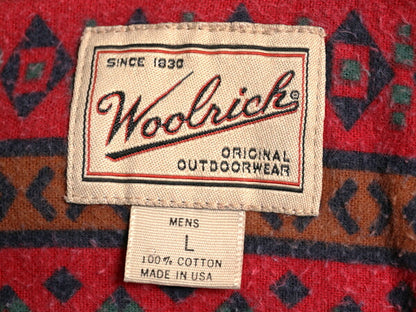 SINCE 1830
Woolrich®
ORIGINAL
OUTDOORWEAR
MENS
L
100% COTTON
MADE IN USA